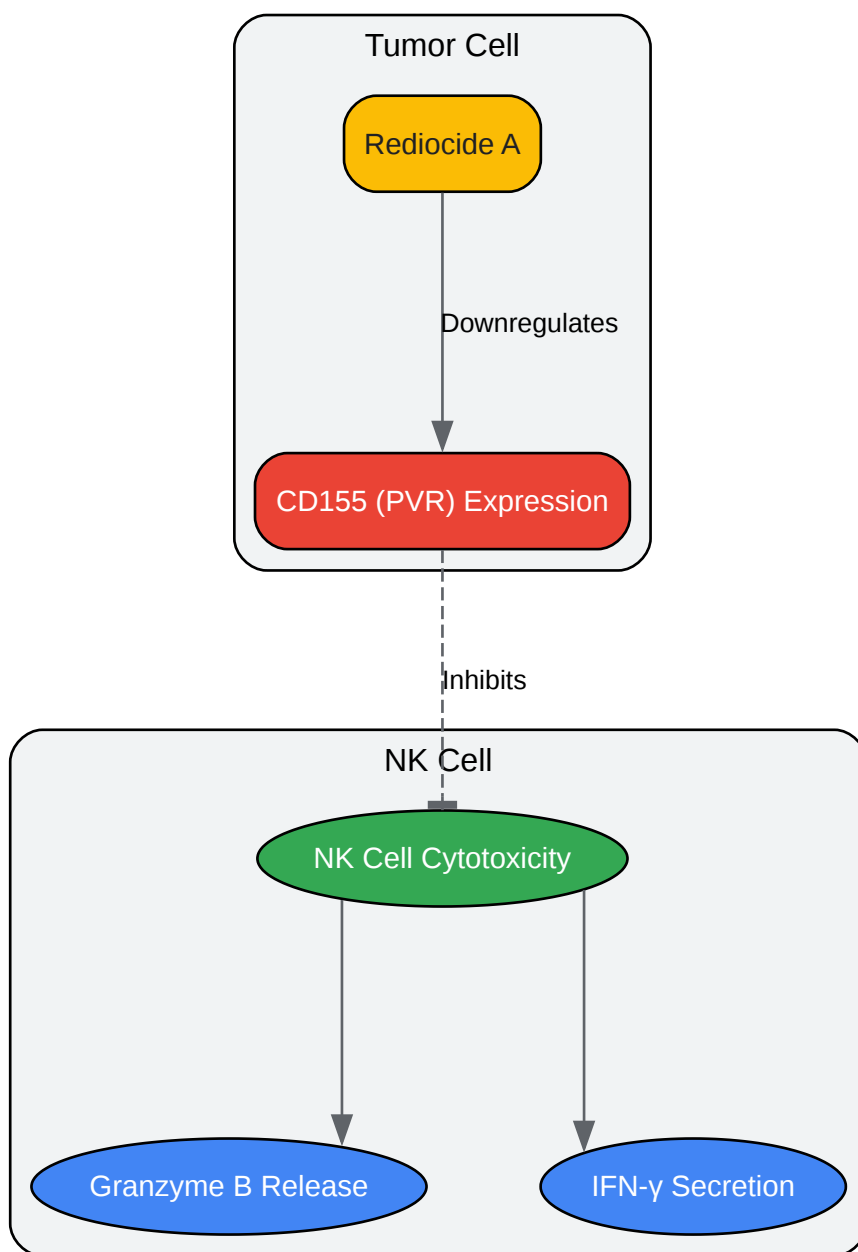 Tumor Cell
Rediocide A
Downregulates
CD155 (PVR) Expression
Inhibits
NK Cell
NK Cell Cytotoxicity
Granzyme B Release
IFN-γ Secretion